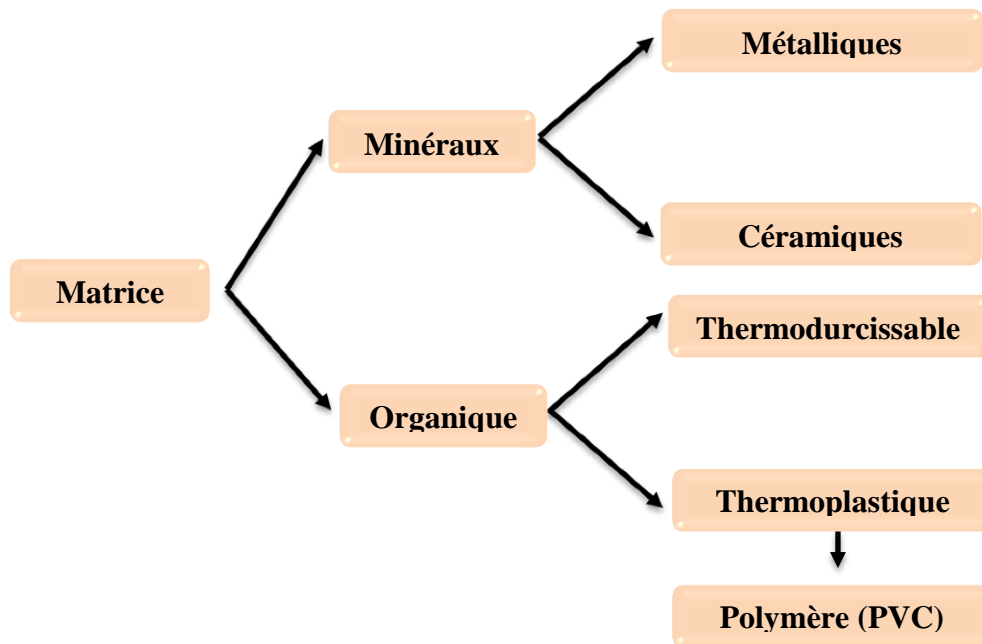 Métalliques
Minéraux
Céramiques
Matrice
Thermodurcissable
Organique
Thermoplastique
Polymère (PVC)